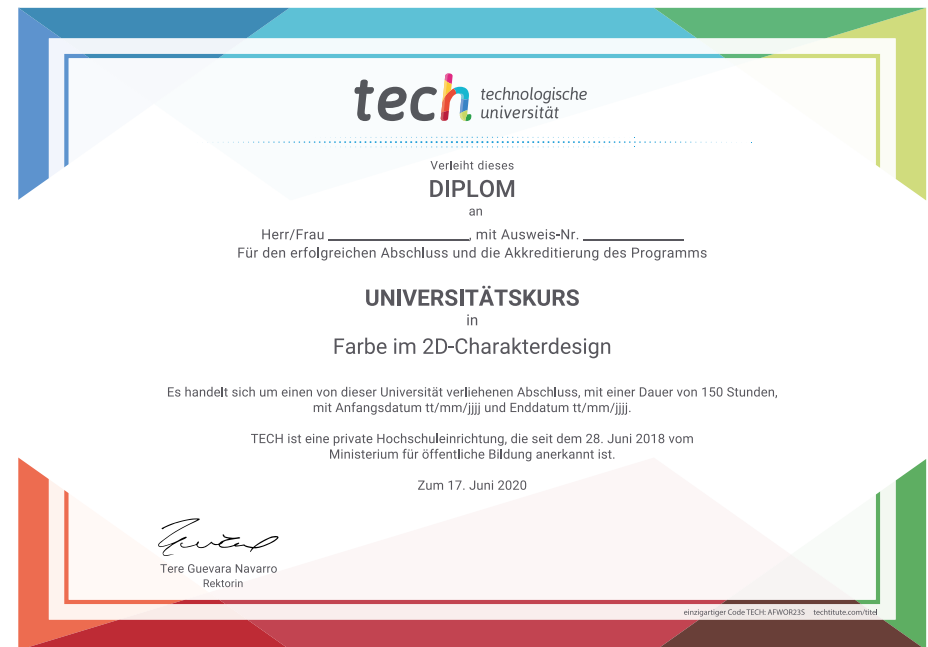 tech technologische
universität
Verleiht dieses
DIPLOM
an
Herr/Frau ____________________, mit Ausweis-Nr. ______________
Für den erfolgreichen Abschluss und die Akkreditierung des Programms
UNIVERSITÄTSKURS
in
Farbe im 2D-Charakterdesign
Es handelt sich um einen von dieser Universität verliehenen Abschluss, mit einer Dauer von 150 Stunden,
mit Anfangsdatum tt/mm/jjjj und Enddatum tt/mm/jjjj.
TECH ist eine private Hochschuleinrichtung, die seit dem 28. Juni 2018 vom
Ministerium für öffentliche Bildung anerkannt ist.
Zum 17. Juni 2020
Tere Guevara Navarro
Rektorin
einzigartiger Code TECH: AFWOR23S techtitute.com/titel